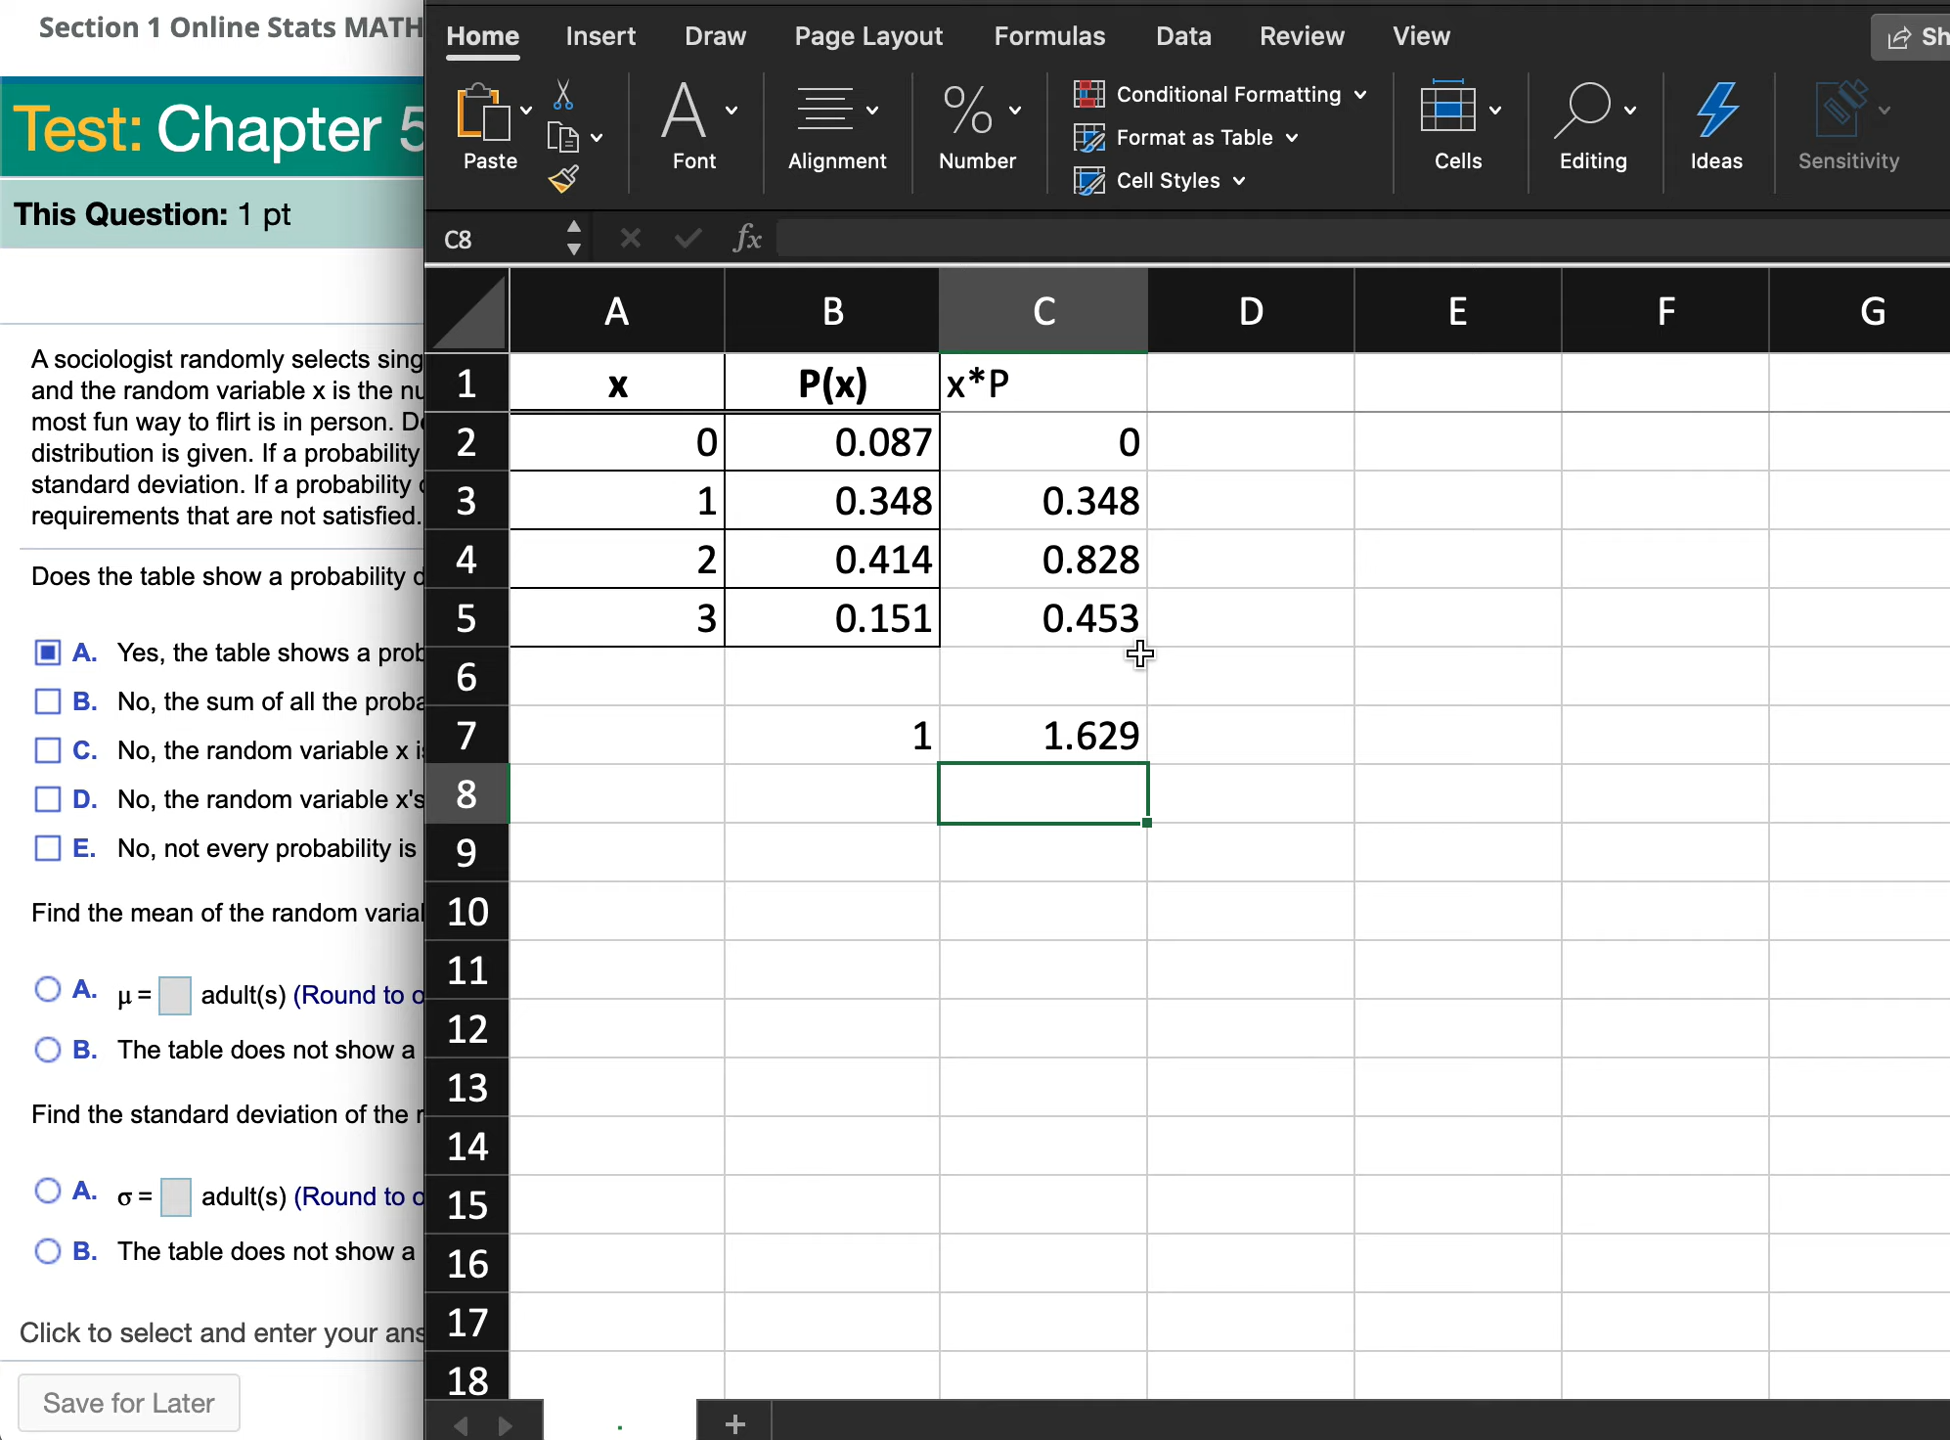 Section 1 Online Stats MATH
Test: Chapter 5
This Question: 1 pt
A sociologist randomly selects sing
and the random variable x is the nu
most fun way to flirt is in person. De
distribution is given. If a probability
standard deviation. If a probability
requirements that are not satisfied.
Does the table show a probability d
A. Yes, the table shows a prob
B. No, the sum of all the proba
C. No, the random variable x i
D. No, the random variable x's
E. No, not every probability is
Find the mean of the random varial
A. μ = adult(s) (Round to o
B. The table does not show a
Find the standard deviation of the r
A. σ = adult(s) (Round to o
B. The table does not show a
Click to select and enter your ans
Save for Later
Home Insert Draw Page Layout Formulas Data Review View Sh
Paste Font Alignment Number Conditional Formatting Format as Table Cell Styles Cells Editing Ideas Sensitivity
C8 fx
A B C D E F G
1 x P(x) x*P
2 0 0.087 0
3 1 0.348 0.348
4 2 0.414 0.828
5 3 0.151 0.453
6
7 1 1.629
8
9
10
11
12
13
14
15
16
17
18